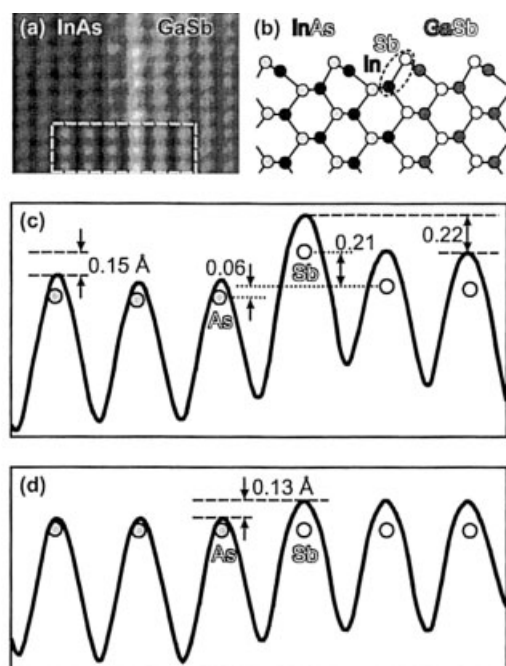 (a) InAs GaSb
(b) InAs GaSb
Sb
In
(c)
0.15 Å
0.06
As
Sb
0.21
0.22
(d)
0.13 Å
As
Sb